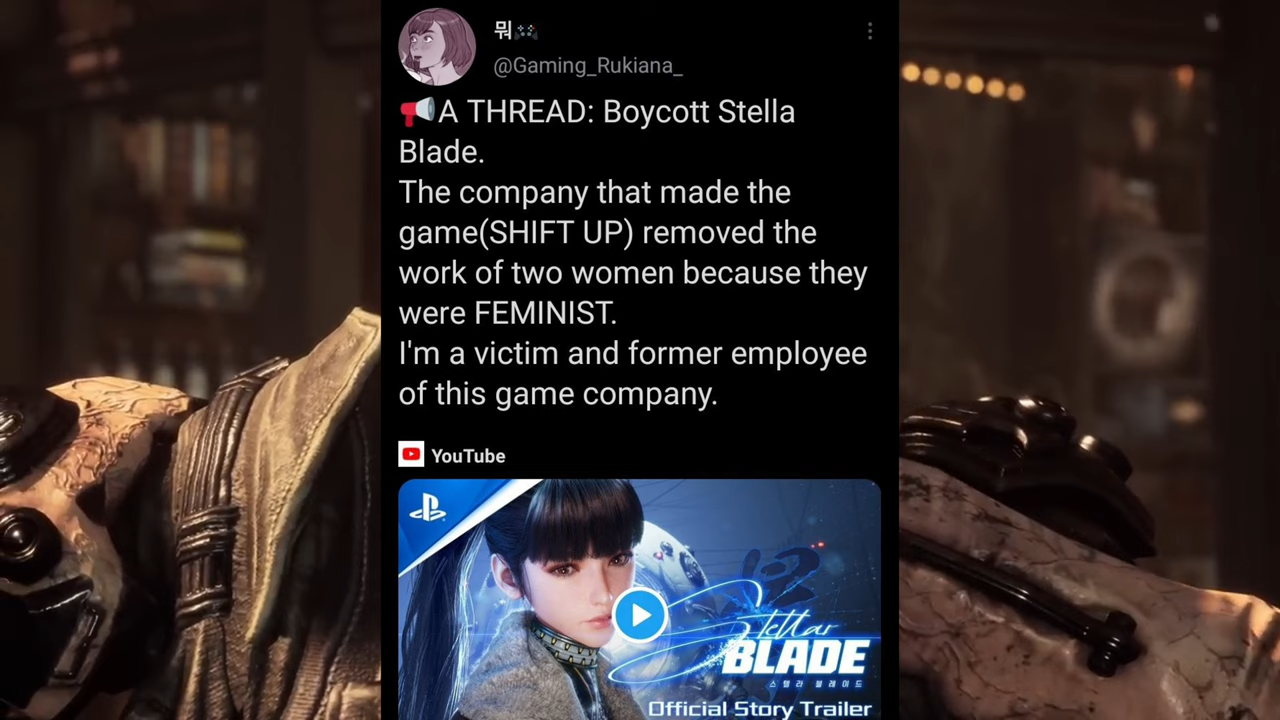 뭐🎮
@Gaming_Rukiana_
📢A THREAD: Boycott Stella
Blade.
The company that made the
game(SHIFT UP) removed the
work of two women because they
were FEMINIST.
I'm a victim and former employee
of this game company.
YouTube
Stellar
BLADE
스텔라 블레이드
Official Story Trailer